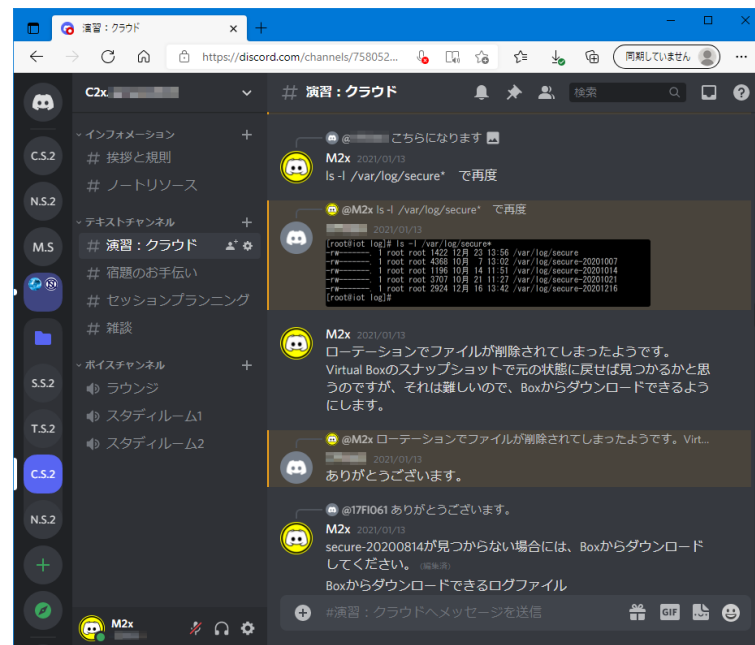 演習：クラウド
https://discord.com/channels/758052...
同期していません
C2x
演習：クラウド
検索
インフォメーション
挨拶と規則
ノートリソース
テキストチャンネル
演習：クラウド
宿題のお手伝い
セッションプランニング
雑談
ボイスチャンネル
ラウンジ
スタディルーム1
スタディルーム2
C.S.2
N.S.2
M.S
S.S.2
T.S.2
C.S.2
N.S.2
M2x
@ こちらになります
M2x 2021/01/13
ls -l /var/log/secure* で再度
@M2x ls -l /var/log/secure* で再度
2021/01/13
[root@iot log]# ls -l /var/log/secure*
-rw-------. 1 root root 1422 12月 23 13:56 /var/log/secure
-rw-------. 1 root root 4368 10月 7 13:02 /var/log/secure-20201007
-rw-------. 1 root root 1196 10月 14 11:51 /var/log/secure-20201014
-rw-------. 1 root root 3707 10月 21 11:27 /var/log/secure-20201021
-rw-------. 1 root root 2924 12月 16 13:42 /var/log/secure-20201216
[root@iot log]#
M2x 2021/01/13
ローテーションでファイルが削除されてしまったようです。
Virtual Boxのスナップショットで元の状態に戻せば見つかるかと思
うのですが、それは難しいので、Boxからダウンロードできるよう
にします。
@M2x ローテーションでファイルが削除されてしまったようです。Virt...
2021/01/13
ありがとうございます。
@17FI061 ありがとうございます。
M2x 2021/01/13
secure-20200814が見つからない場合には、Boxからダウンロード
してください。 (編集済)
Boxからダウンロードできるログファイル
#演習：クラウドへメッセージを送信
GIF